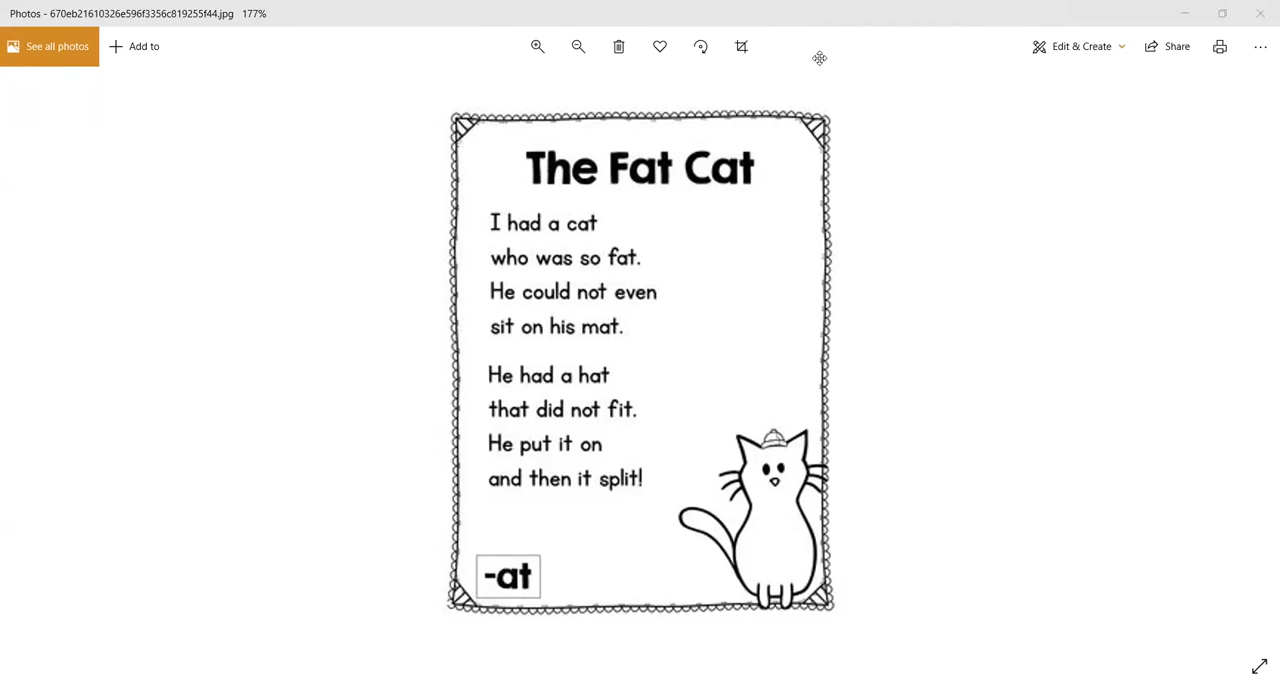 Photos - 670eb21610326e596f3356c819255f44.jpg 177%
See all photos
Add to
Edit & Create
Share
The Fat Cat
I had a cat
who was so fat.
He could not even
sit on his mat.
He had a hat
that did not fit.
He put it on
and then it split!
-at